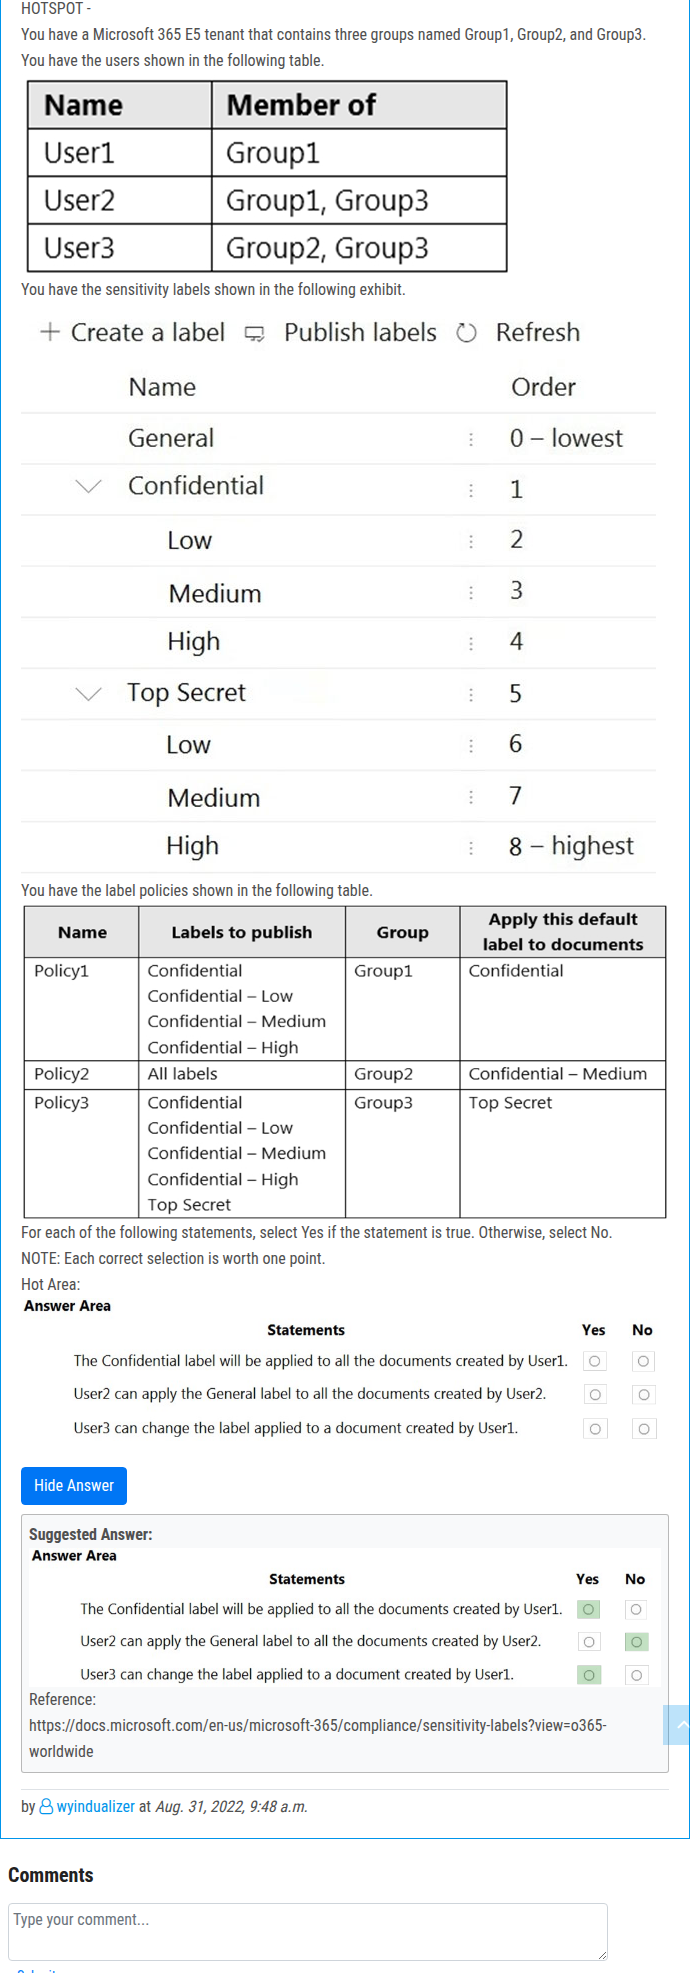 HOTSPOT -
You have a Microsoft 365 E5 tenant that contains three groups named Group1, Group2, and Group3.
You have the users shown in the following table.
Name Member of
User1 Group1
User2 Group1, Group3
User3 Group2, Group3
You have the sensitivity labels shown in the following exhibit.
+ Create a label Publish labels Refresh
Name Order
General 0 – lowest
Confidential 1
Low 2
Medium 3
High 4
Top Secret 5
Low 6
Medium 7
High 8 – highest
You have the label policies shown in the following table.
Name Labels to publish Group Apply this default label to documents
Policy1 Confidential Group1 Confidential
Confidential – Low
Confidential – Medium
Confidential – High
Policy2 All labels Group2 Confidential – Medium
Policy3 Confidential Group3 Top Secret
Confidential – Low
Confidential – Medium
Confidential – High
Top Secret
For each of the following statements, select Yes if the statement is true. Otherwise, select No.
NOTE: Each correct selection is worth one point.
Hot Area:
Answer Area
Statements Yes No
The Confidential label will be applied to all the documents created by User1.
User2 can apply the General label to all the documents created by User2.
User3 can change the label applied to a document created by User1.
Hide Answer
Suggested Answer:
Answer Area
Statements Yes No
The Confidential label will be applied to all the documents created by User1.
User2 can apply the General label to all the documents created by User2.
User3 can change the label applied to a document created by User1.
Reference:
https://docs.microsoft.com/en-us/microsoft-365/compliance/sensitivity-labels?view=o365-
worldwide
by wyindualizer at Aug. 31, 2022, 9:48 a.m.
Comments
Type your comment...